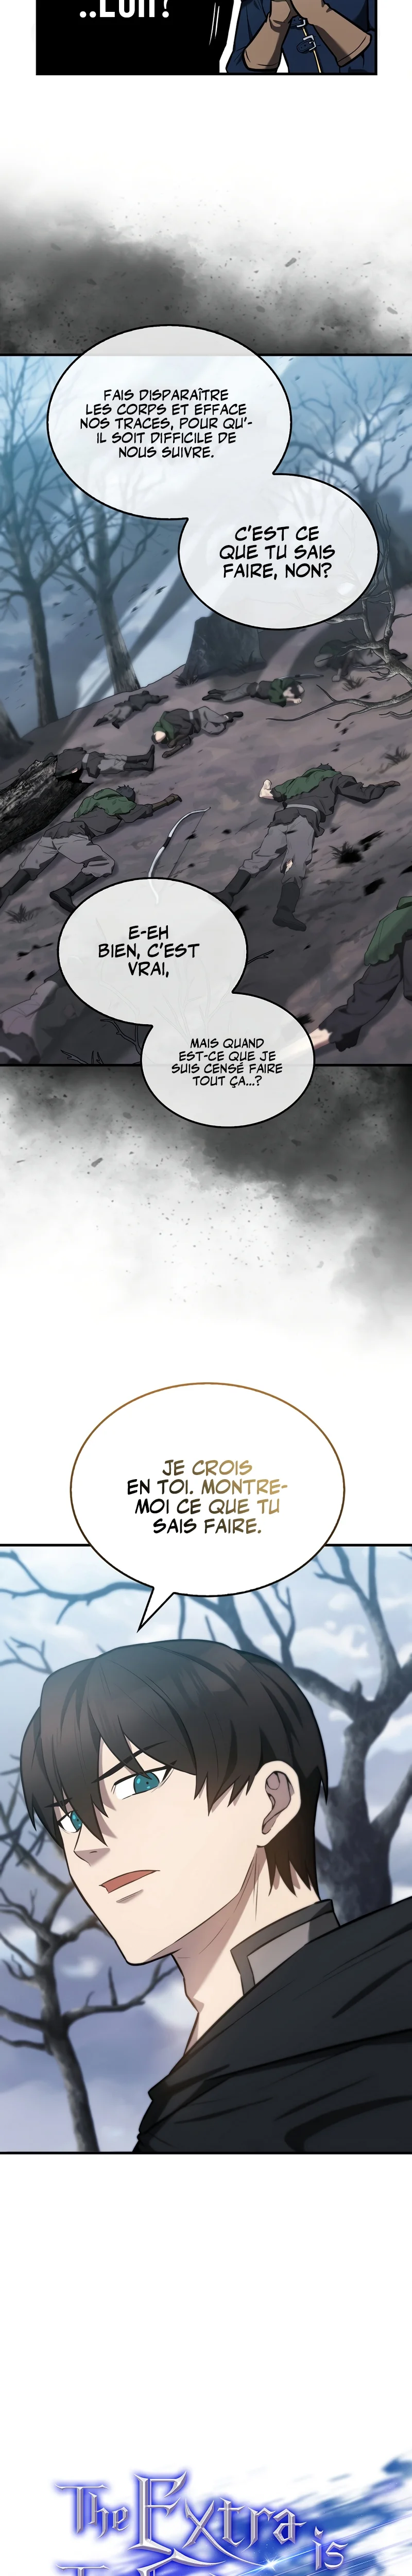 ..EUH?
FAIS DISPARAÎTRE
LES CORPS ET EFFACE
NOS TRACES, POUR QU'-
IL SOIT DIFFICILE DE
NOUS SUIVRE.
C'EST CE
QUE TU SAIS
FAIRE, NON?
E-EH
BIEN, C'EST
VRAI,
MAIS QUAND
EST-CE QUE JE
SUIS CENSÉ FAIRE
TOUT ÇA...?
JE CROIS
EN TOI. MONTRE-
MOI CE QUE TU
SAIS FAIRE.
The Extra
is